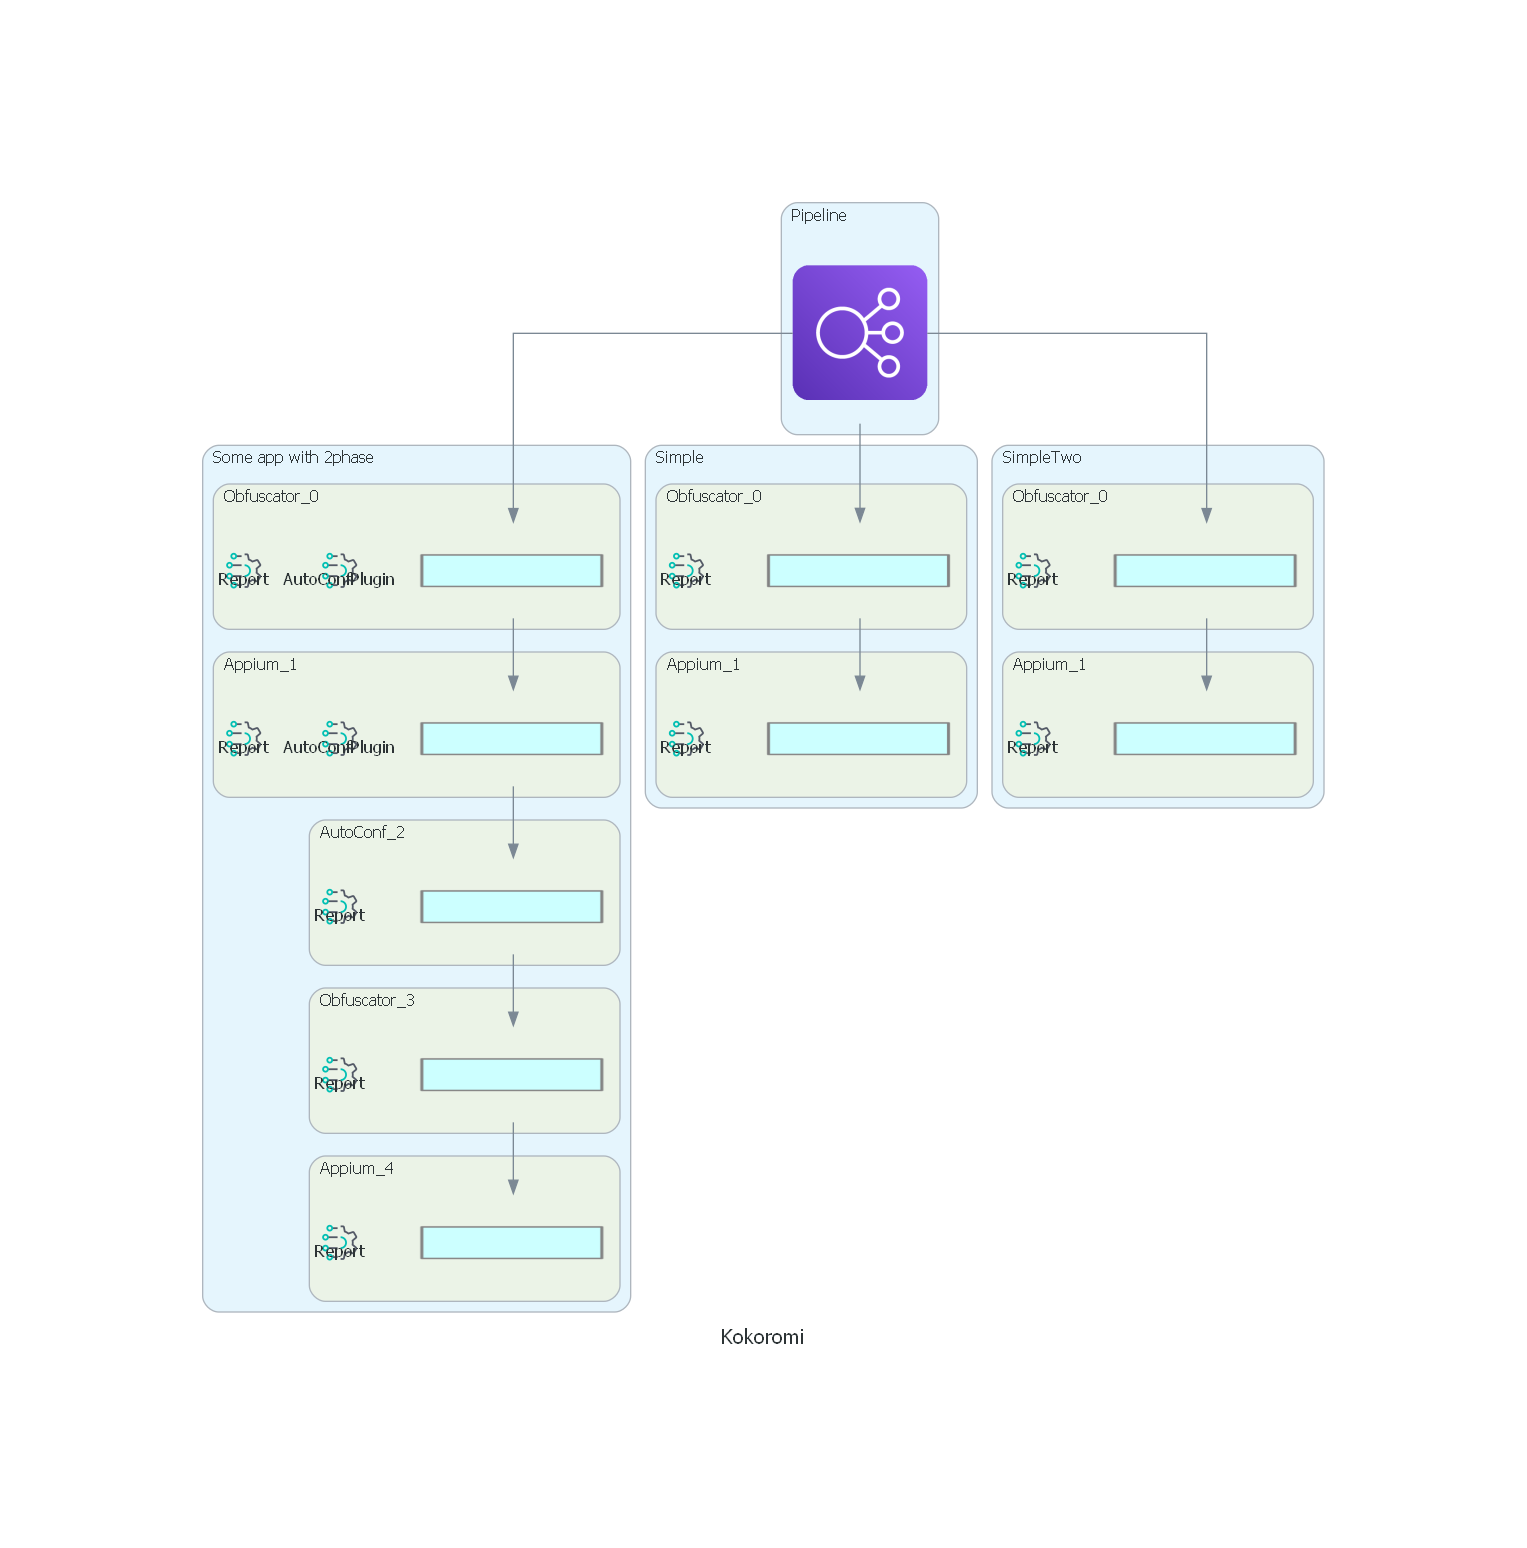 Pipeline
Some app with 2phase
Simple
SimpleTwo
Obfuscator_0
Obfuscator_0
Obfuscator_0
Report
AutoConfPlugin
Report
Report
Appium_1
Appium_1
Appium_1
Report
AutoConfPlugin
Report
Report
AutoConf_2
Report
Obfuscator_3
Report
Appium_4
Report
Kokoromi